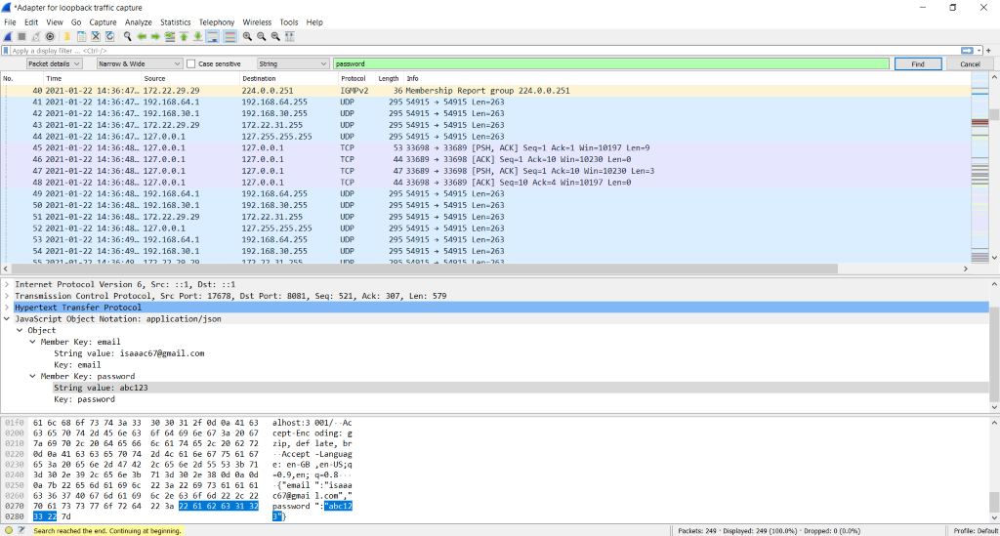 *Adapter for loopback traffic capture
File Edit View Go Capture Analyze Statistics Telephony Wireless Tools Help
Apply a display filter ... <Ctrl-/>
Packet details Narrow & Wide Case sensitive String password Find Cancel
No. Time Source Destination Protocol Length Info
40 2021-01-22 14:36:47… 172.22.29.29 224.0.0.251 IGMPv2 36 Membership Report group 224.0.0.251
41 2021-01-22 14:36:47… 192.168.64.1 192.168.64.255 UDP 295 54915 → 54915 Len=263
42 2021-01-22 14:36:47… 192.168.30.1 192.168.30.255 UDP 295 54915 → 54915 Len=263
43 2021-01-22 14:36:47… 172.22.29.29 172.22.31.255 UDP 295 54915 → 54915 Len=263
44 2021-01-22 14:36:47… 127.0.0.1 127.255.255.255 UDP 295 54915 → 54915 Len=263
45 2021-01-22 14:36:48… 127.0.0.1 127.0.0.1 TCP 53 33698 → 33689 [PSH, ACK] Seq=1 Ack=1 Win=10197 Len=9
46 2021-01-22 14:36:48… 127.0.0.1 127.0.0.1 TCP 44 33689 → 33698 [ACK] Seq=1 Ack=10 Win=10230 Len=0
47 2021-01-22 14:36:48… 127.0.0.1 127.0.0.1 TCP 47 33689 → 33698 [PSH, ACK] Seq=1 Ack=10 Win=10230 Len=3
48 2021-01-22 14:36:48… 127.0.0.1 127.0.0.1 TCP 44 33698 → 33689 [ACK] Seq=10 Ack=4 Win=10197 Len=0
49 2021-01-22 14:36:48… 192.168.64.1 192.168.64.255 UDP 295 54915 → 54915 Len=263
50 2021-01-22 14:36:48… 192.168.30.1 192.168.30.255 UDP 295 54915 → 54915 Len=263
51 2021-01-22 14:36:48… 172.22.29.29 172.22.31.255 UDP 295 54915 → 54915 Len=263
52 2021-01-22 14:36:48… 127.0.0.1 127.255.255.255 UDP 295 54915 → 54915 Len=263
53 2021-01-22 14:36:49… 192.168.64.1 192.168.64.255 UDP 295 54915 → 54915 Len=263
54 2021-01-22 14:36:49… 192.168.30.1 192.168.30.255 UDP 295 54915 → 54915 Len=263
55 2021-01-22 14:36:49… 172.22.29.29 172.22.31.255 UDP 295 54915 → 54915 Len=263
Internet Protocol Version 6, Src: ::1, Dst: ::1
Transmission Control Protocol, Src Port: 17678, Dst Port: 8081, Seq: 521, Ack: 307, Len: 579
Hypertext Transfer Protocol
JavaScript Object Notation: application/json
Object
Member Key: email
String value: isaaac67@gmail.com
Key: email
Member Key: password
String value: abc123
Key: password
01f0 61 6c 68 6f 73 74 3a 33 30 30 31 2f 0d 0a 41 63 alhost:3 001/··Ac
0200 63 65 70 74 2d 45 6e 63 6f 64 69 6e 67 3a 20 67 cept-Enc oding: g
0210 7a 69 70 2c 20 64 65 66 6c 61 74 65 2c 20 62 72 zip, def late, br
0220 0d 0a 41 63 63 65 70 74 2d 4c 61 6e 67 75 61 67 ··Accept -Languag
0230 65 3a 20 65 6e 2d 47 42 2c 65 6e 2d 55 53 3b 71 e: en-GB ,en-US;q
0240 3d 30 2e 39 2c 65 6e 3b 71 3d 30 2e 38 0d 0a 0d =0.9,en; q=0.8···
0250 0a 7b 22 65 6d 61 69 6c 22 3a 22 69 73 61 61 61 ·{"email ":"isaaa
0260 63 36 37 40 67 6d 61 69 6c 2e 63 6f 6d 22 2c 22 c67@gmai l.com","
0270 70 61 73 73 77 6f 72 64 22 3a 22 61 62 63 31 32 password ":"abc12
0280 33 22 7d 3"}
Search reached the end. Continuing at beginning. Packets: 249 · Displayed: 249 (100.0%) · Dropped: 0 (0.0%) Profile: Default